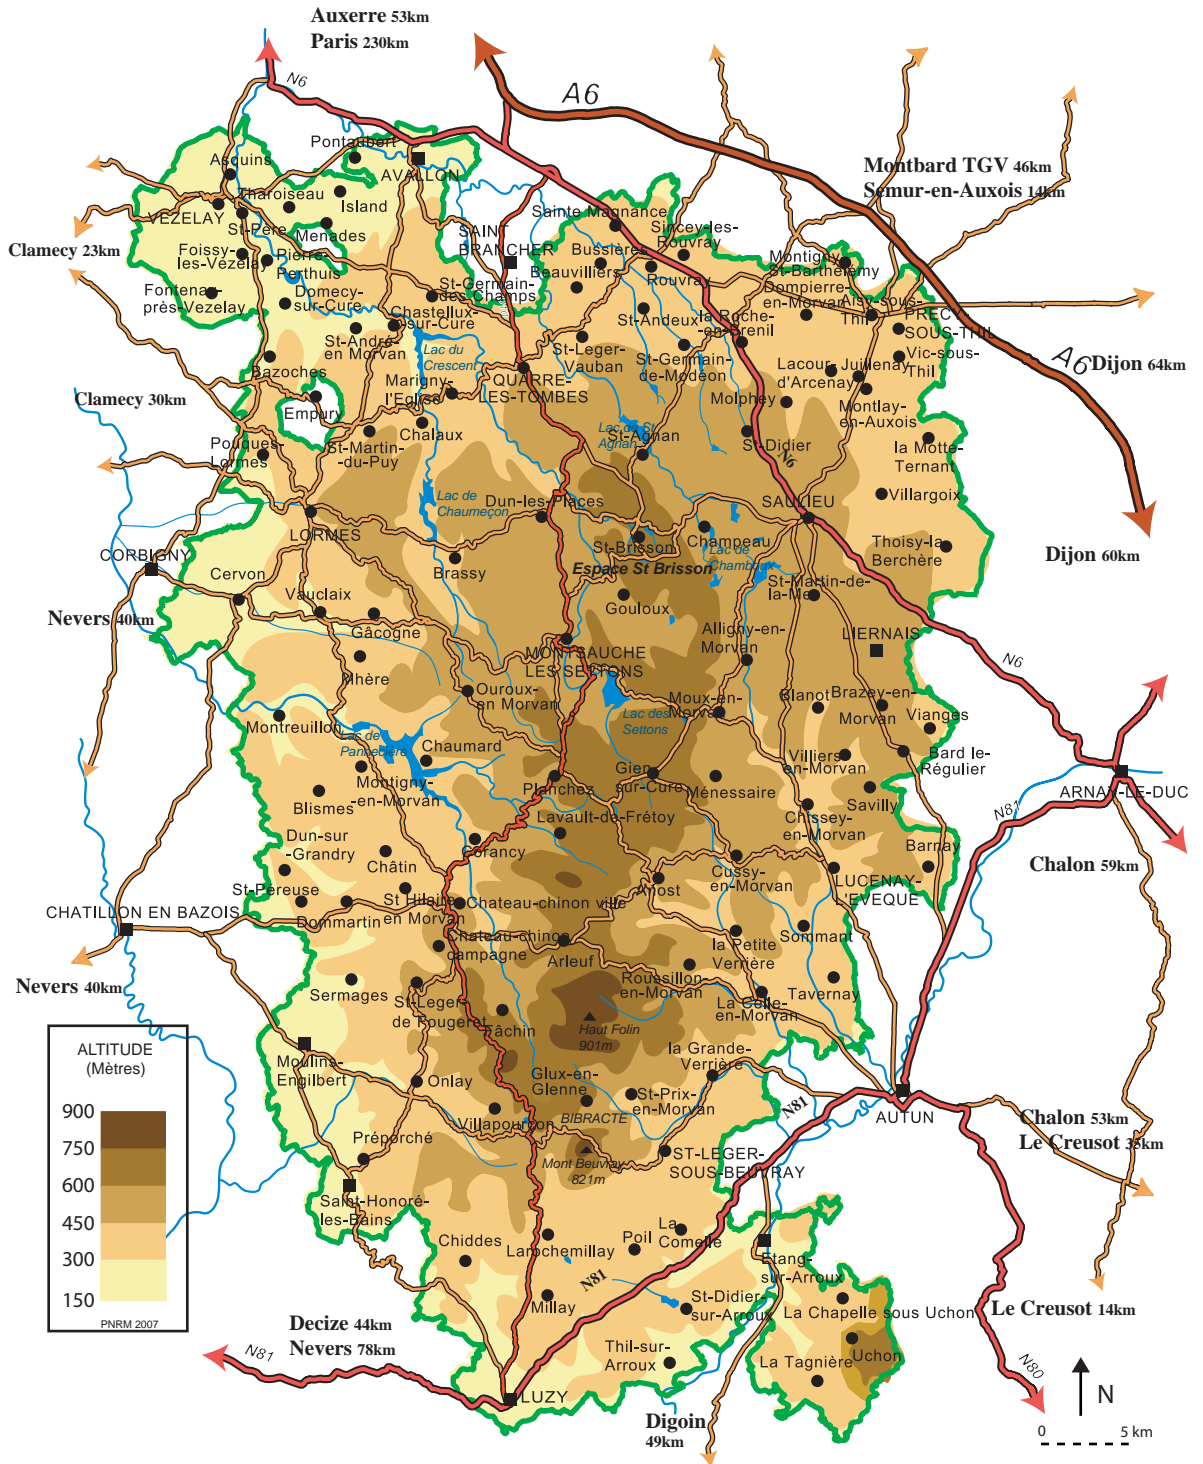 Auxerre 53km
Paris 230km
N6
A6
Montbard TGV 46km
Semur-en-Auxois 14km
Pontaubert
Asquins
AVALLON
Tharoiseau
Island
VEZELAY
St-Père
Menades
Clamecy 23km
Foissy-
les-Vézelay
Pierre-
Perthuis
SAINT
BRANCHER
Sainte Magnance
Sincey-les-
Rouvray
Bussières
Beauvilliers
Rouvray
Montigny-
St-Barthélemy
Dompierre-
en-Morvan
Aisy-sous-
Thil
PRECY-
SOUS-THIL
Fontenay-
près-Vezelay
Domecy-
sur-Cure
St-Germain-
des Champs
Chastellux-
sur-Cure
St-André-
en Morvan
St-Andeux
la Roche-
en-Brenil
Lac du
Crescent
St-Leger-
Vauban
St-Germain-
de-Modéon
Lacour-
d'Arcenay
Juillenay
Vic-sous-
Thil
A6
Dijon 64km
Bazoches
Marigny-
l'Eglise
QUARRE-
LES-TOMBES
Molphey
Montlay-
en-Auxois
Clamecy 30km
Empury
Chalaux
Lac de St
Agnan
St-Agnan
St-Didier
N6
la Motte-
Ternant
Pouques-
Lormes
St-Martin-
-du-Puy
Lac de
Chaumeçon
Dun-les-Places
SAULIEU
Villargoix
LORMES
St-Brisson
Champeau
Lac de
Chamboux
Thoisy-la-
Berchère
Dijon 60km
CORBIGNY
Cervon
Brassy
Espace St Brisson
St-Martin-de-
la-Mer
Nevers 40km
Vauclaix
Gâcogne
Gouloux
Alligny-en-
Morvan
LIERNAIS
MONTSAUCHE
LES SETTONS
N6
Mhère
Ouroux-
en Morvan
Moux-en-
Morvan
Blanot
Brazey-en-
Morvan
Vianges
Montreuillon
Lac de
Pannecière
Chaumard
Lac des
Settons
Bard le-
Régulier
Montigny-
en-Morvan
Planchez
Gien-
sur-Cure
Ménessaire
Villiers-
en-Morvan
ARNAY-LE-DUC
Blismes
Savilly
N81
Lavault-de-Frétoy
Chissey-
en-Morvan
Dun-sur
-Grandry
Châtin
Corancy
Barnay
Chalon 59km
Cussy-
en-Morvan
Anost
LUCENAY-
L'EVEQUE
St-Péreuse
Dommartin
St Hilaire-
en Morvan
Chateau-chinon ville
CHATILLON EN BAZOIS
Chateau-chinon
campagne
Arleuf
la Petite
Verrière
Sommant
Nevers 40km
Sermages
St-Leger-
de Fougeret
Roussillon-
en-Morvan
La Celle-
en-Morvan
Tavernay
Fâchin
Haut Folin
901m
ALTITUDE
(Mètres)
900
750
600
450
300
150
PNRM 2007
Moulins-
Engilbert
Onlay
Glux-en-
Glenne
la Grande-
Verrière
St-Prix-
en-Morvan
N81
AUTUN
Chalon 53km
Le Creusot 35km
Villapourçon
BIBRACTE
Préporché
Mont Beuvray
821m
ST-LEGER-
SOUS-BEUVRAY
Saint-Honoré-
les-Bains
Chiddes
Larochemillay
Poil
La
Comelle
Etang-
sur-Arroux
N81
Millay
St-Didier-
sur-Arroux
La Chapelle sous Uchon
Le Creusot 14km
Decize 44km
Nevers 78km
N81
Thil-sur-
Arroux
La Tagnière
Uchon
N80
LUZY
Digoin
49km
N
0 5 km